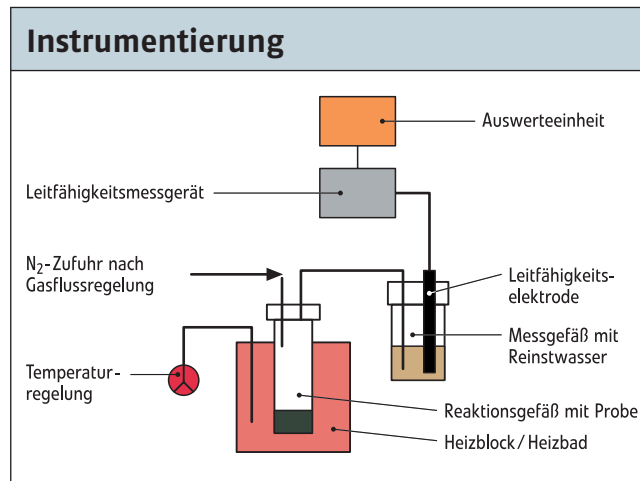 Instrumentierung
Auswerteeinheit
Leitfähigkeitsmessgerät
N₂-Zufuhr nach
Gasflussregelung
Leitfähigkeits-
elektrode
Messgefäß mit
Reinstwasser
Temperatur-
regelung
Reaktionsgefäß mit Probe
Heizblock/Heizbad